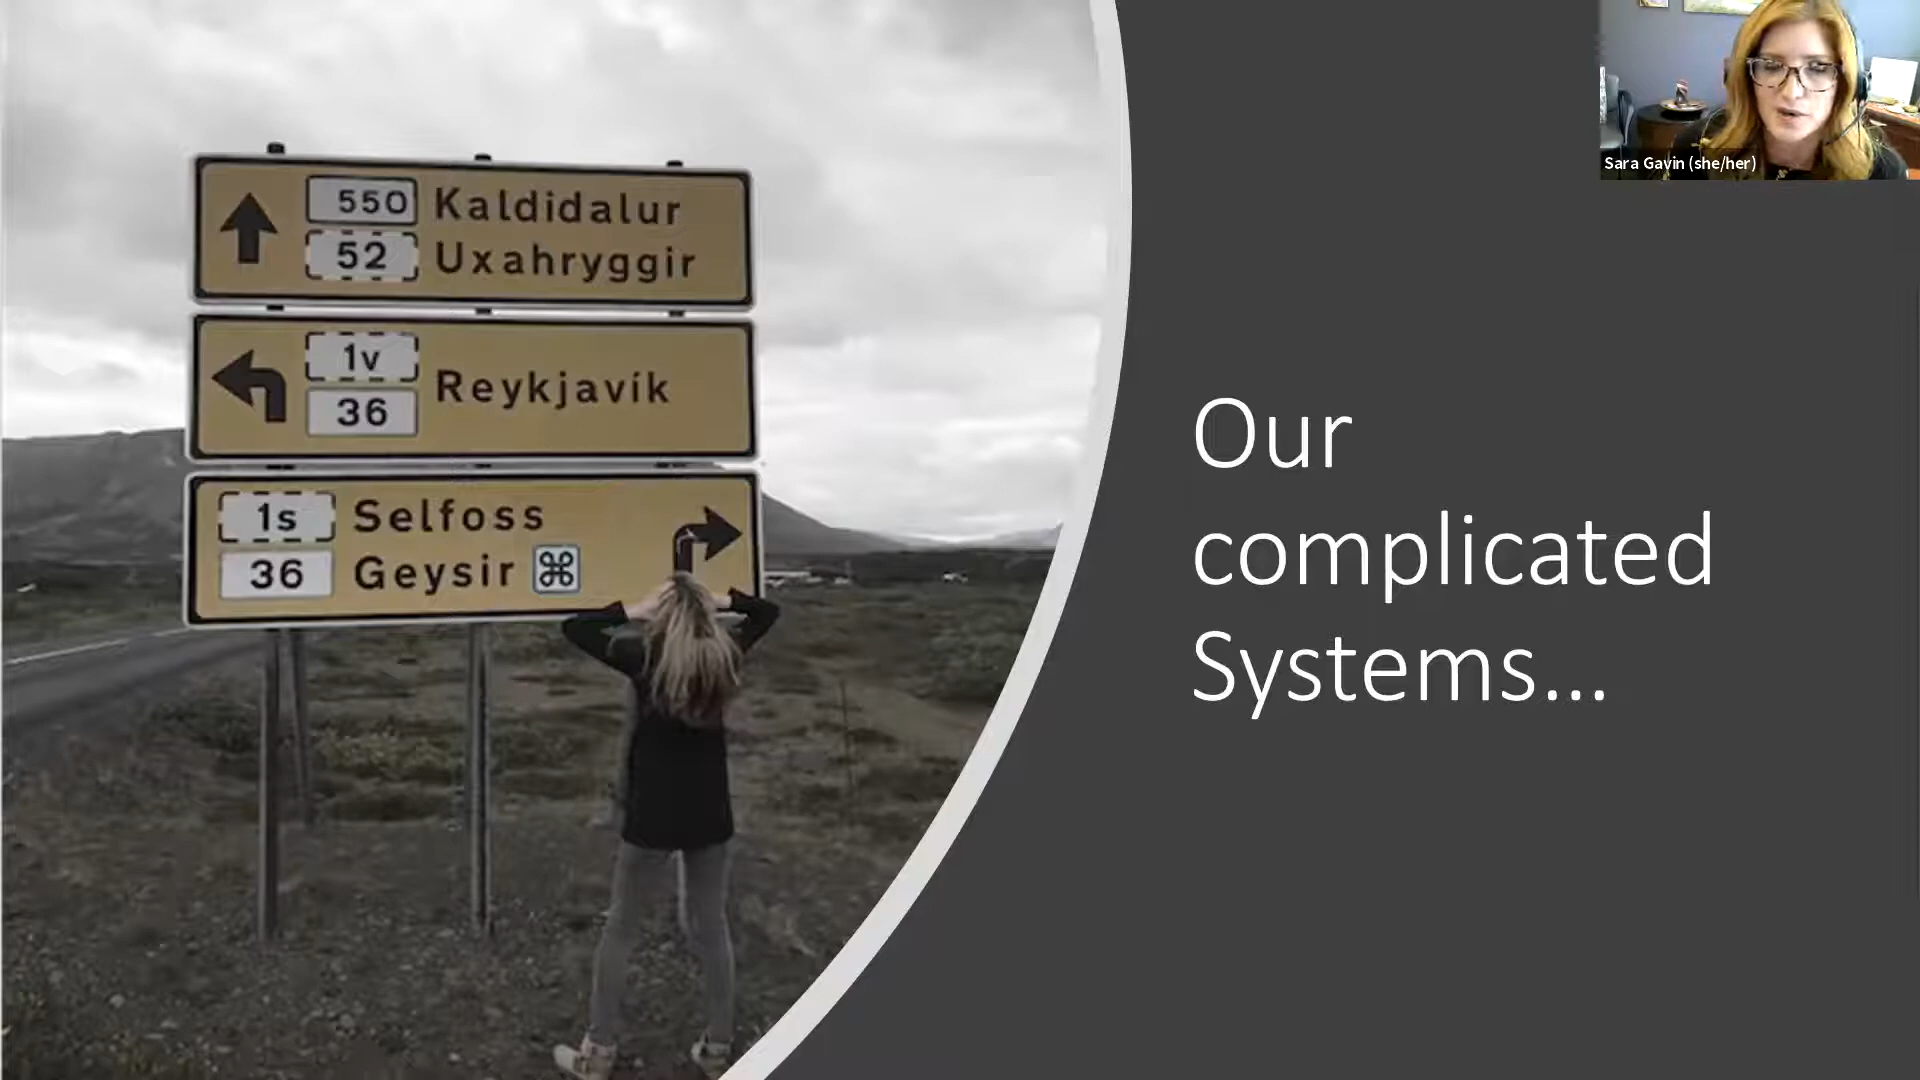 550 Kaldidalur
52 Uxahryggir
1v
36
Reykjavík
1s Selfoss
36 Geysir ⌘
Our
complicated
Systems...
Sara Gavin (she/her)